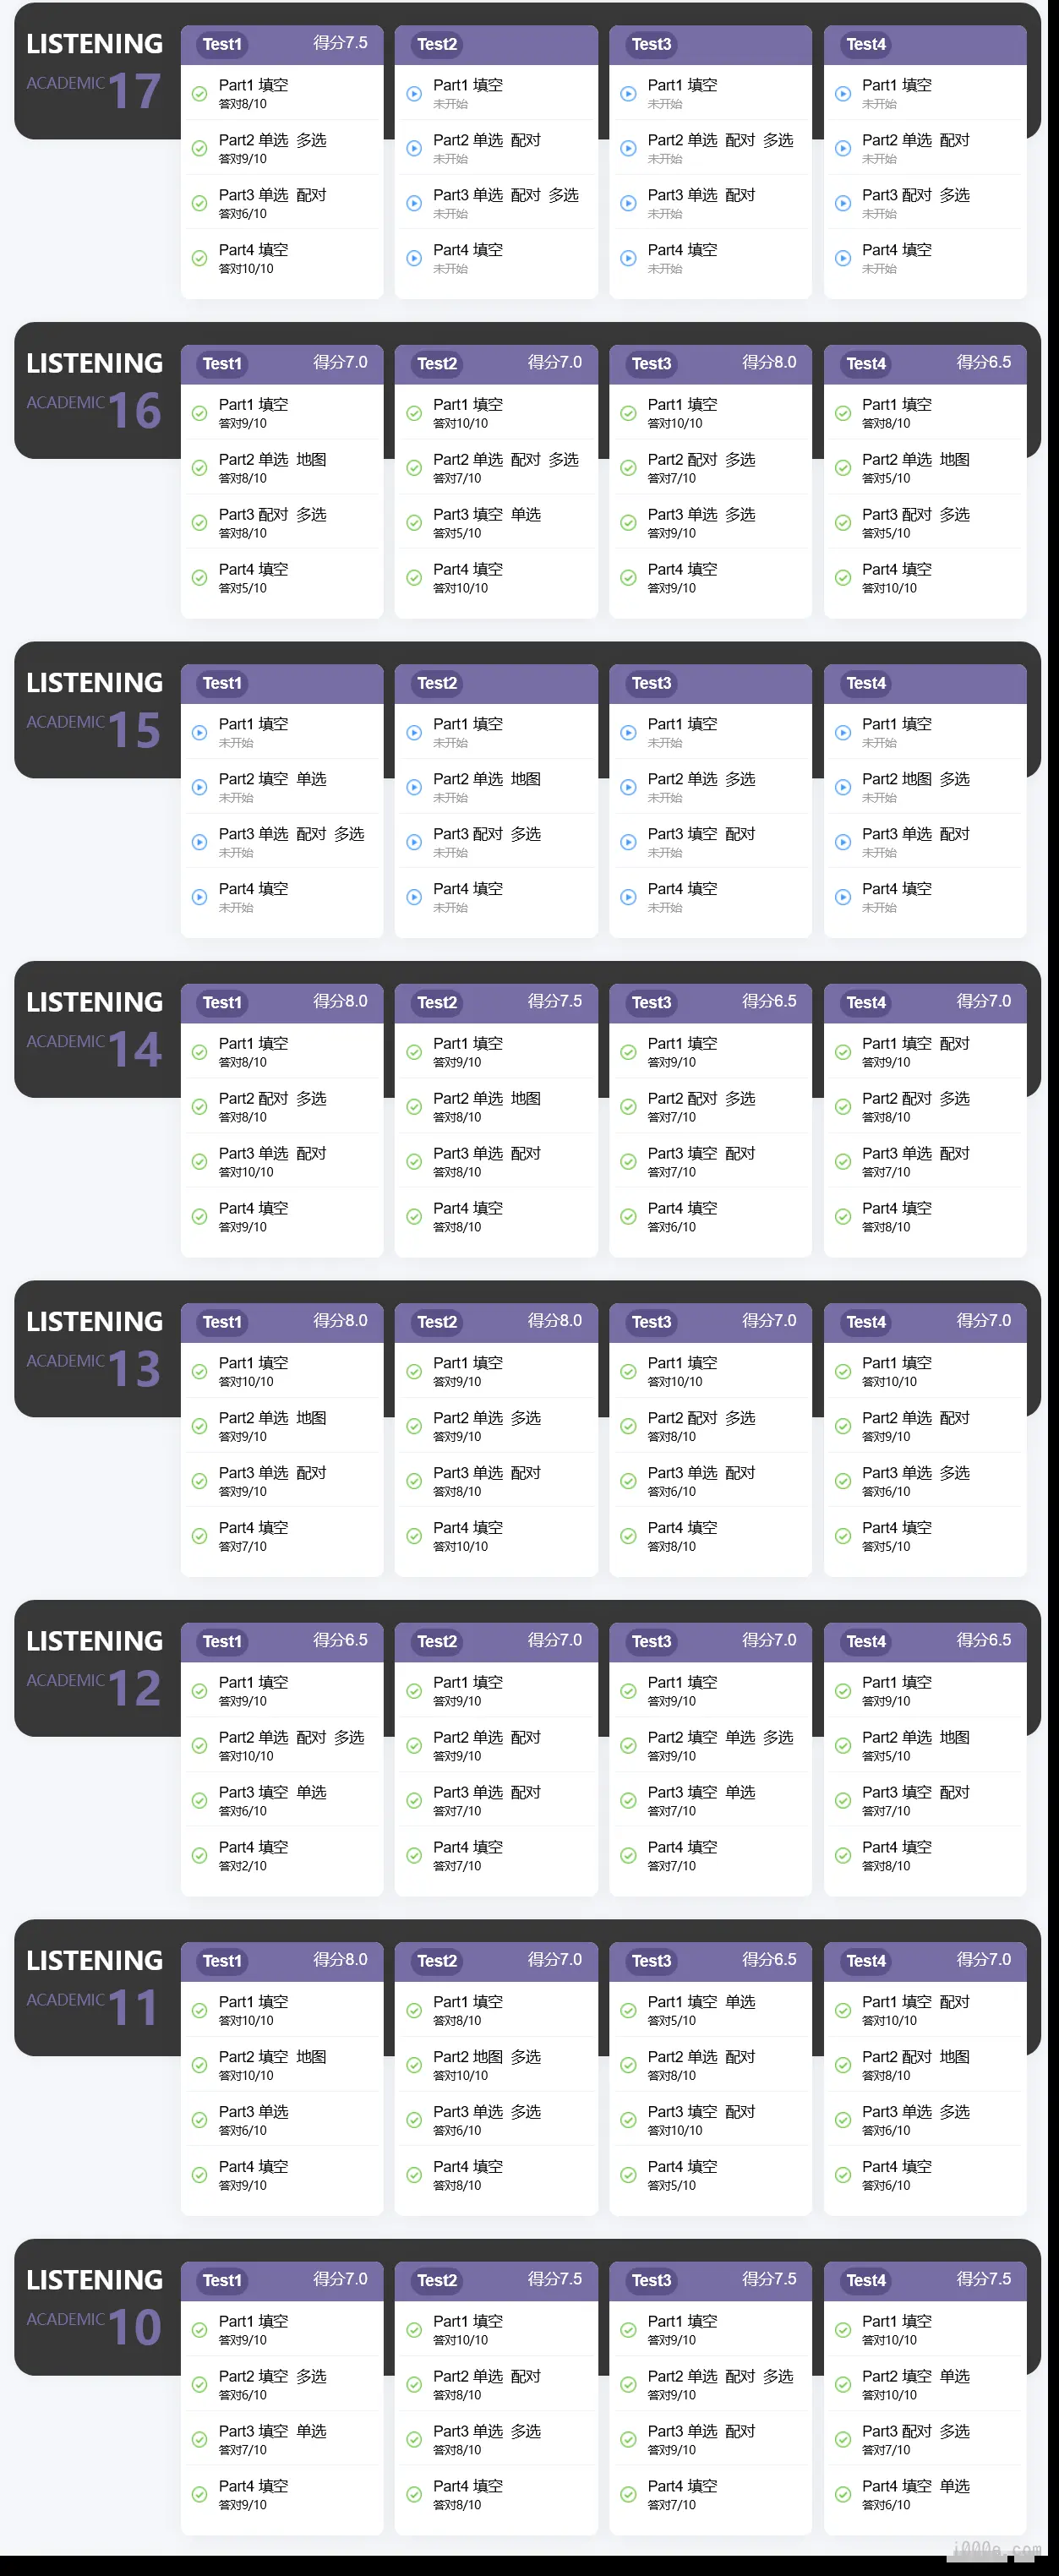 LISTENING
ACADEMIC 17
Test1 得分7.5
Part1 填空
答对8/10
Part2 单选 多选
答对9/10
Part3 单选 配对
答对6/10
Part4 填空
答对10/10
Test2
Part1 填空
未开始
Part2 单选 配对
未开始
Part3 单选 配对 多选
未开始
Part4 填空
未开始
Test3
Part1 填空
未开始
Part2 单选 配对 多选
未开始
Part3 单选 配对
未开始
Part4 填空
未开始
Test4
Part1 填空
未开始
Part2 单选 配对
未开始
Part3 配对 多选
未开始
Part4 填空
未开始
LISTENING
ACADEMIC 16
Test1 得分7.0
Part1 填空
答对9/10
Part2 单选 地图
答对8/10
Part3 配对 多选
答对8/10
Part4 填空
答对5/10
Test2 得分7.0
Part1 填空
答对10/10
Part2 单选 配对 多选
答对7/10
Part3 填空 单选
答对5/10
Part4 填空
答对10/10
Test3 得分8.0
Part1 填空
答对10/10
Part2 配对 多选
答对7/10
Part3 单选 多选
答对9/10
Part4 填空
答对9/10
Test4 得分6.5
Part1 填空
答对8/10
Part2 单选 地图
答对5/10
Part3 配对 多选
答对5/10
Part4 填空
答对10/10
LISTENING
ACADEMIC 15
Test1
Part1 填空
未开始
Part2 填空 单选
未开始
Part3 单选 配对 多选
未开始
Part4 填空
未开始
Test2
Part1 填空
未开始
Part2 单选 地图
未开始
Part3 配对 多选
未开始
Part4 填空
未开始
Test3
Part1 填空
未开始
Part2 单选 多选
未开始
Part3 填空 配对
未开始
Part4 填空
未开始
Test4
Part1 填空
未开始
Part2 地图 多选
未开始
Part3 单选 配对
未开始
Part4 填空
未开始
LISTENING
ACADEMIC 14
Test1 得分8.0
Part1 填空
答对8/10
Part2 配对 多选
答对8/10
Part3 单选 配对
答对10/10
Part4 填空
答对9/10
Test2 得分7.5
Part1 填空
答对9/10
Part2 单选 地图
答对8/10
Part3 单选 配对
答对8/10
Part4 填空
答对8/10
Test3 得分6.5
Part1 填空
答对9/10
Part2 配对 多选
答对7/10
Part3 填空 配对
答对7/10
Part4 填空
答对6/10
Test4 得分7.0
Part1 填空 配对
答对9/10
Part2 配对 多选
答对8/10
Part3 单选 配对
答对7/10
Part4 填空
答对8/10
LISTENING
ACADEMIC 13
Test1 得分8.0
Part1 填空
答对10/10
Part2 单选 地图
答对9/10
Part3 单选 配对
答对9/10
Part4 填空
答对7/10
Test2 得分8.0
Part1 填空
答对9/10
Part2 单选 多选
答对9/10
Part3 单选 配对
答对8/10
Part4 填空
答对10/10
Test3 得分7.0
Part1 填空
答对10/10
Part2 配对 多选
答对8/10
Part3 单选 配对
答对6/10
Part4 填空
答对8/10
Test4 得分7.0
Part1 填空
答对10/10
Part2 单选 配对
答对9/10
Part3 单选 多选
答对6/10
Part4 填空
答对5/10
LISTENING
ACADEMIC 12
Test1 得分6.5
Part1 填空
答对9/10
Part2 单选 配对 多选
答对10/10
Part3 填空 单选
答对6/10
Part4 填空
答对2/10
Test2 得分7.0
Part1 填空
答对9/10
Part2 单选 配对
答对9/10
Part3 单选 配对
答对7/10
Part4 填空
答对7/10
Test3 得分7.0
Part1 填空
答对9/10
Part2 填空 单选 多选
答对9/10
Part3 填空 单选
答对7/10
Part4 填空
答对7/10
Test4 得分6.5
Part1 填空
答对9/10
Part2 单选 地图
答对5/10
Part3 填空 配对
答对7/10
Part4 填空
答对8/10
LISTENING
ACADEMIC 11
Test1 得分8.0
Part1 填空
答对10/10
Part2 填空 地图
答对10/10
Part3 单选
答对6/10
Part4 填空
答对9/10
Test2 得分7.0
Part1 填空
答对8/10
Part2 地图 多选
答对10/10
Part3 单选 多选
答对6/10
Part4 填空
答对8/10
Test3 得分6.5
Part1 填空 单选
答对5/10
Part2 单选 配对
答对8/10
Part3 填空 配对
答对10/10
Part4 填空
答对5/10
Test4 得分7.0
Part1 填空 配对
答对10/10
Part2 配对 地图
答对8/10
Part3 单选 多选
答对6/10
Part4 填空
答对6/10
LISTENING
ACADEMIC 10
Test1 得分7.0
Part1 填空
答对9/10
Part2 填空 多选
答对6/10
Part3 填空 单选
答对7/10
Part4 填空
答对9/10
Test2 得分7.5
Part1 填空
答对10/10
Part2 单选 配对
答对8/10
Part3 单选 多选
答对8/10
Part4 填空
答对8/10
Test3 得分7.5
Part1 填空
答对9/10
Part2 单选 配对 多选
答对9/10
Part3 单选 配对
答对9/10
Part4 填空
答对7/10
Test4 得分7.5
Part1 填空
答对10/10
Part2 填空 单选
答对10/10
Part3 配对 多选
答对7/10
Part4 填空 单选
答对6/10